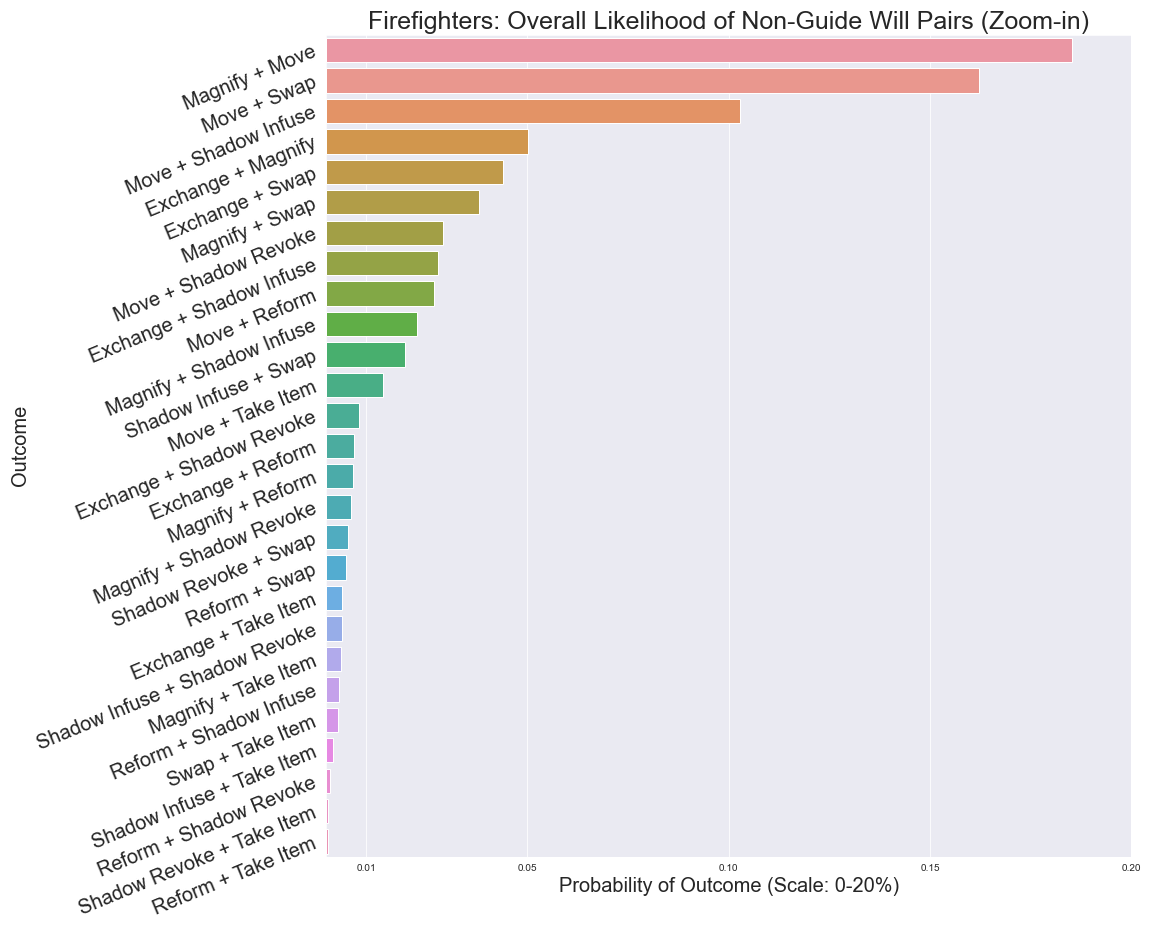 Firefighters: Overall Likelihood of Non-Guide Will Pairs (Zoom-in)
Magnify + Move
Move + Swap
Move + Shadow Infuse
Exchange + Magnify
Exchange + Swap
Magnify + Swap
Move + Shadow Revoke
Exchange + Shadow Infuse
Move + Reform
Magnify + Shadow Infuse
Shadow Infuse + Swap
Move + Take Item
Exchange + Shadow Revoke
Exchange + Reform
Magnify + Reform
Magnify + Shadow Revoke
Shadow Revoke + Swap
Reform + Swap
Exchange + Take Item
Shadow Infuse + Shadow Revoke
Magnify + Take Item
Reform + Shadow Infuse
Swap + Take Item
Shadow Infuse + Take Item
Reform + Shadow Revoke
Shadow Revoke + Take Item
Reform + Take Item
Outcome
0.01 0.05 0.10 0.15 0.20
Probability of Outcome (Scale: 0-20%)